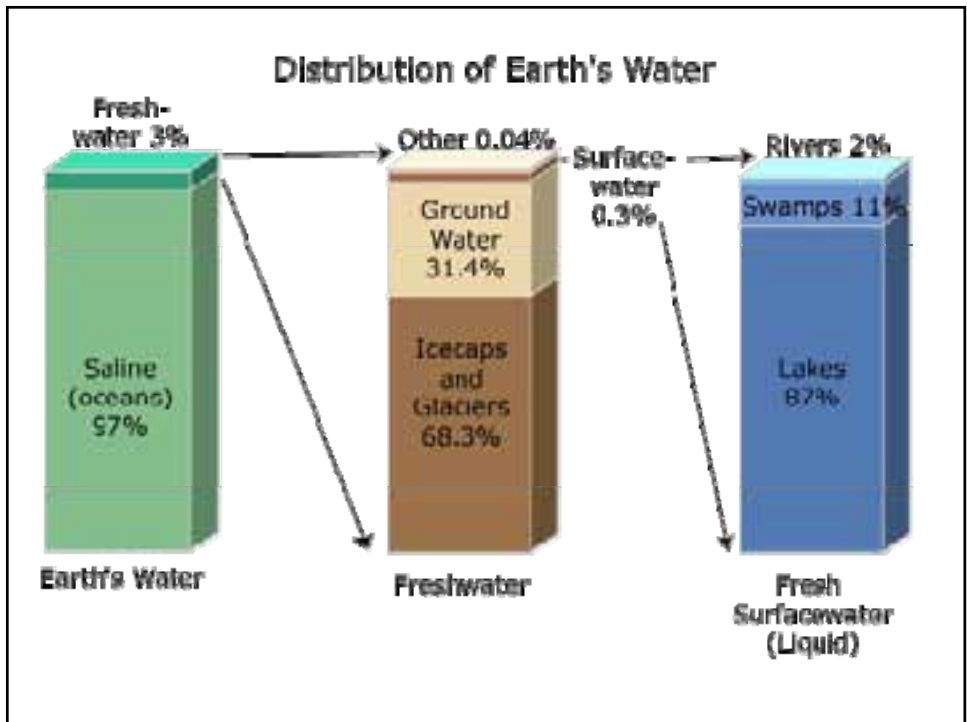 Distribution of Earth's Water
Fresh-
water 3%
Saline
(oceans)
97%
Earth's Water
Other 0.04%
Ground
Water
31.4%
Icecaps
and
Glaciers
68.3%
Freshwater
Surface-
water
0.3%
Rivers 2%
Swamps 11%
Lakes
87%
Fresh
Surfacewater
(Liquid)